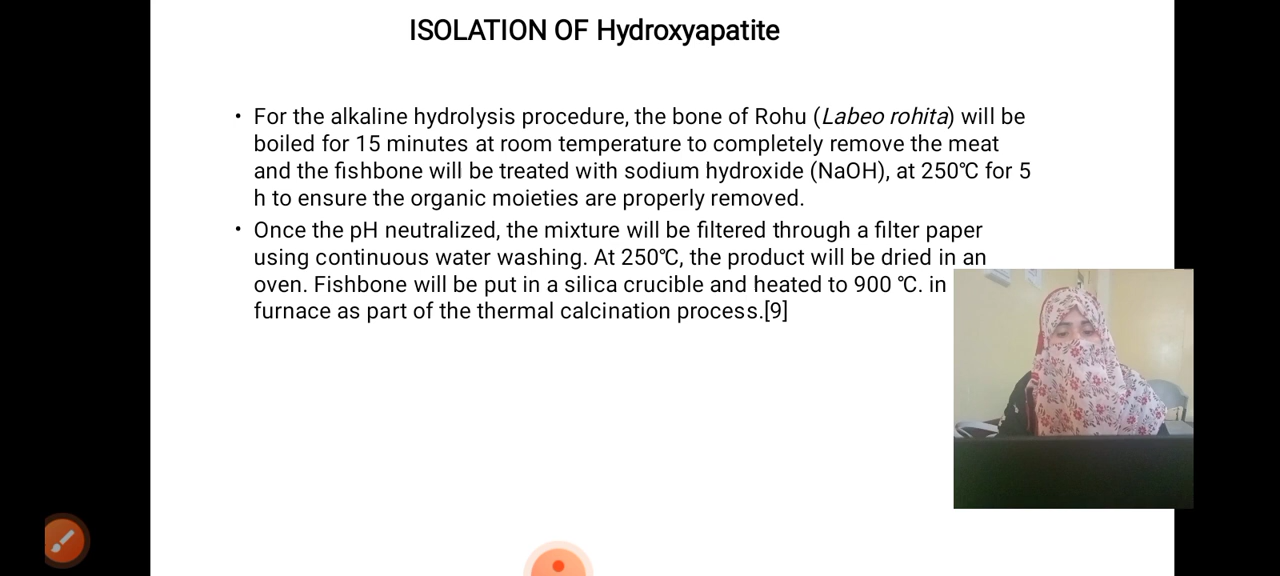 ISOLATION OF Hydroxyapatite
• For the alkaline hydrolysis procedure, the bone of Rohu (Labeo rohita) will be
boiled for 15 minutes at room temperature to completely remove the meat
and the fishbone will be treated with sodium hydroxide (NaOH), at 250℃ for 5
h to ensure the organic moieties are properly removed.
• Once the pH neutralized, the mixture will be filtered through a filter paper
using continuous water washing. At 250℃, the product will be dried in an
oven. Fishbone will be put in a silica crucible and heated to 900 ℃. in
furnace as part of the thermal calcination process.[9]